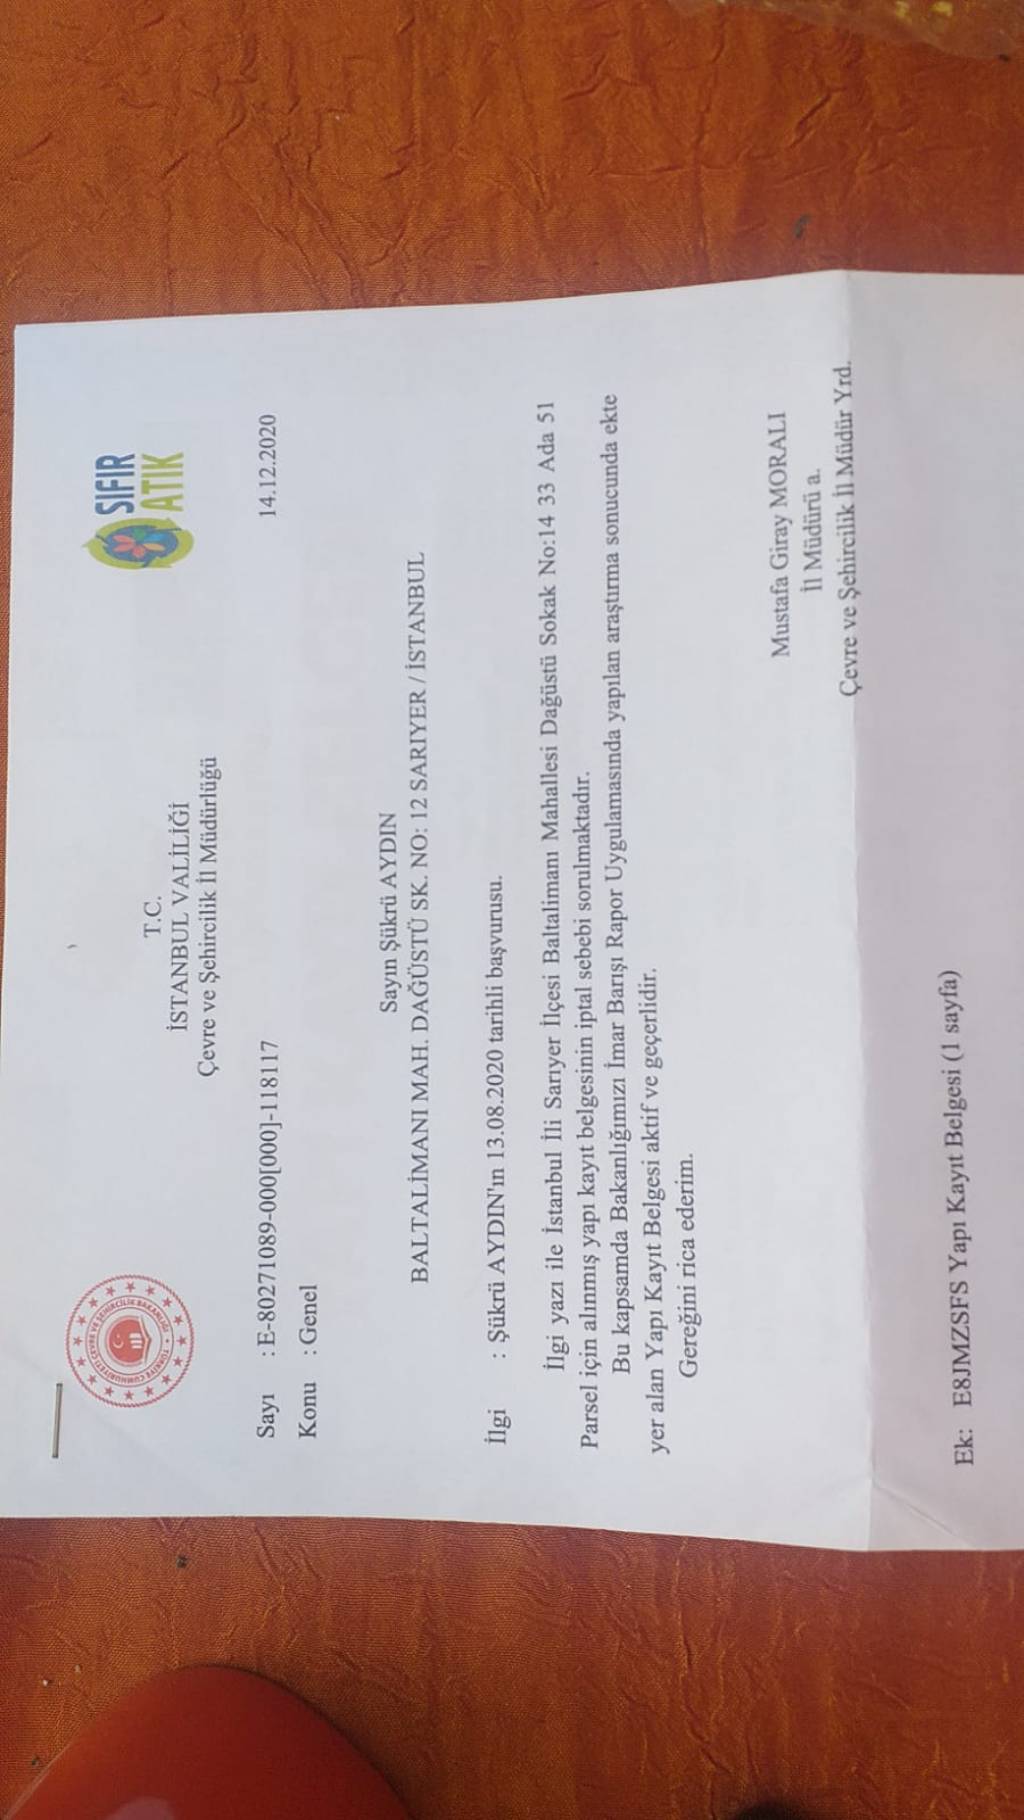 SIFIR
ATIK
T.C.
İSTANBUL VALİLİĞİ
Çevre ve Şehircilik İl Müdürlüğü
Sayı : E-80271089-000[000]-118117 14.12.2020
Konu : Genel
Sayın Şükrü AYDIN
BALTALİMANI MAH. DAĞÜSTÜ SK. NO: 12 SARIYER / İSTANBUL
İlgi : Şükrü AYDIN'ın 13.08.2020 tarihli başvurusu.
İlgi yazı ile İstanbul İli Sarıyer İlçesi Baltalimanı Mahallesi Dağüstü Sokak No:14 33 Ada 51
Parsel için alınmış yapı kayıt belgesinin iptal sebebi sorulmaktadır.
Bu kapsamda Bakanlığımızı İmar Barışı Rapor Uygulamasında yapılan araştırma sonucunda ekte
yer alan Yapı Kayıt Belgesi aktif ve geçerlidir.
Gereğini rica ederim.
Mustafa Giray MORALI
İl Müdürü a.
Çevre ve Şehircilik İl Müdür Yrd.
Ek: E8JMZSFS Yapı Kayıt Belgesi (1 sayfa)